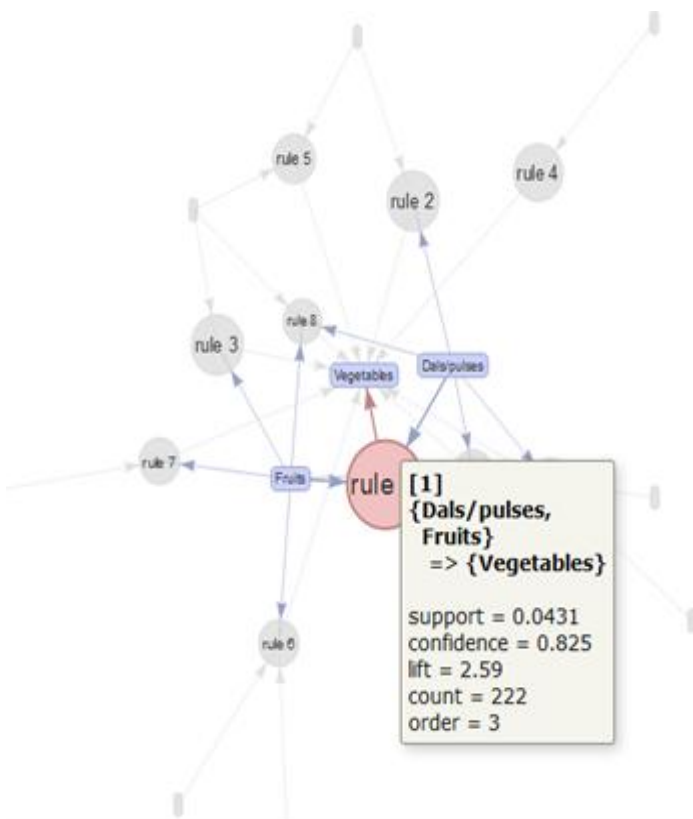 rule 5
rule 4
rule 2
rule 8
rule 3
Vegetables
Dals/pulses
rule 7
Fruits
rule
[1]
{Dals/pulses,
Fruits}
=> {Vegetables}
support = 0.0431
confidence = 0.825
lift = 2.59
count = 222
order = 3
rule 6